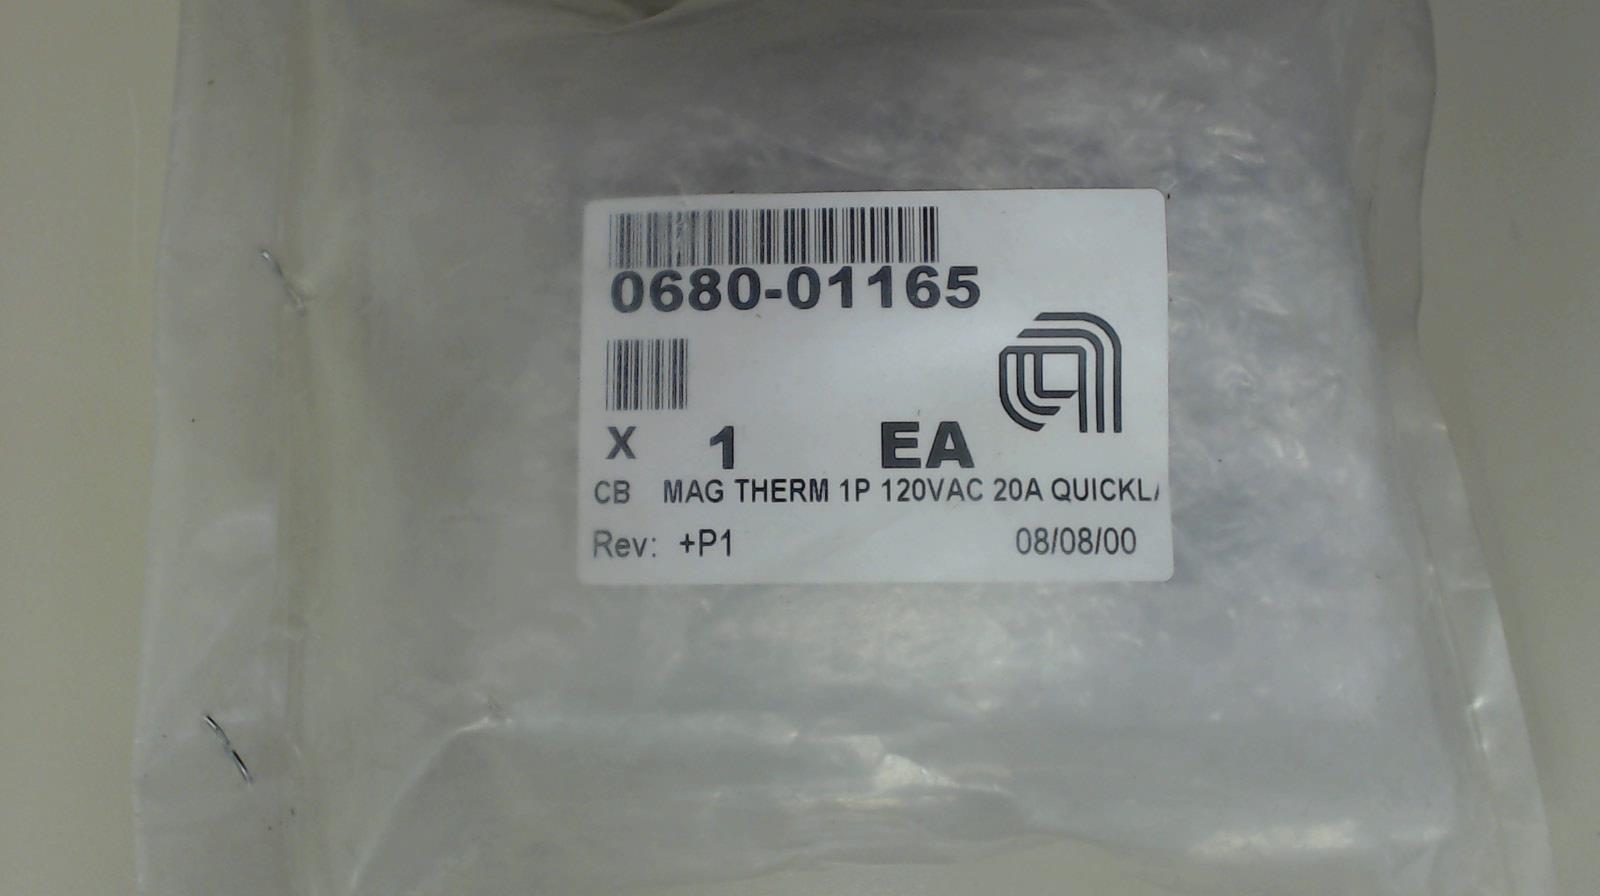 0680-01165
X 1 EA
CB MAG THERM 1P 120VAC 20A QUICKL
Rev: +P1 08/08/00